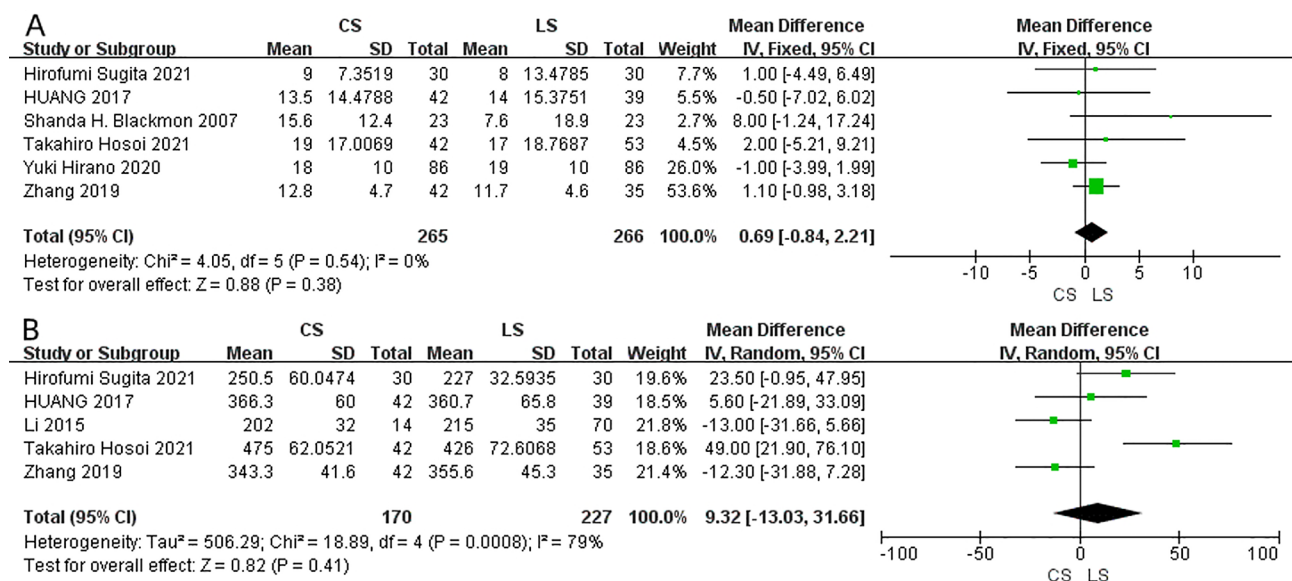 A CS LS Mean Difference Mean Difference
Study or Subgroup Mean SD Total Mean SD Total Weight IV, Fixed, 95% CI IV, Fixed, 95% CI
Hirofumi Sugita 2021 9 7.3519 30 8 13.4785 30 7.7% 1.00 [-4.49, 6.49]
HUANG 2017 13.5 14.4788 42 14 15.3751 39 5.5% -0.50 [-7.02, 6.02]
Shanda H. Blackmon 2007 15.6 12.4 23 7.6 18.9 23 2.7% 8.00 [-1.24, 17.24]
Takahiro Hosoi 2021 19 17.0069 42 17 18.7687 53 4.5% 2.00 [-5.21, 9.21]
Yuki Hirano 2020 18 10 86 19 10 86 26.0% -1.00 [-3.99, 1.99]
Zhang 2019 12.8 4.7 42 11.7 4.6 35 53.6% 1.10 [-0.98, 3.18]
Total (95% CI) 265 266 100.0% 0.69 [-0.84, 2.21]
Heterogeneity: Chi² = 4.05, df = 5 (P = 0.54); I² = 0%
Test for overall effect: Z = 0.88 (P = 0.38)
-10 -5 0 5 10
CS LS
B CS LS Mean Difference Mean Difference
Study or Subgroup Mean SD Total Mean SD Total Weight IV, Random, 95% CI IV, Random, 95% CI
Hirofumi Sugita 2021 250.5 60.0474 30 227 32.5935 30 19.6% 23.50 [-0.95, 47.95]
HUANG 2017 366.3 60 42 360.7 65.8 39 18.5% 5.60 [-21.89, 33.09]
Li 2015 202 32 14 215 35 70 21.8% -13.00 [-31.66, 5.66]
Takahiro Hosoi 2021 475 62.0521 42 426 72.6068 53 18.6% 49.00 [21.90, 76.10]
Zhang 2019 343.3 41.6 42 355.6 45.3 35 21.4% -12.30 [-31.88, 7.28]
Total (95% CI) 170 227 100.0% 9.32 [-13.03, 31.66]
Heterogeneity: Tau² = 506.29; Chi² = 18.89, df = 4 (P = 0.0008); I² = 79%
Test for overall effect: Z = 0.82 (P = 0.41)
-100 -50 0 50 100
CS LS